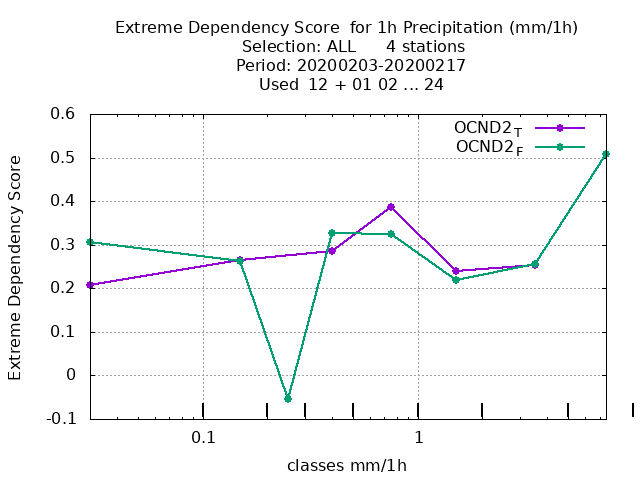 Extreme Dependency Score  for 1h Precipitation (mm/1h)
Selection: ALL      4 stations
Period: 20200203-20200217
Used  12 + 01 02 ... 24
OCND2T
OCND2F
0.6
0.5
0.4
0.3
0.2
0.1
0
-0.1
Extreme Dependency Score
0.1
1
classes mm/1h